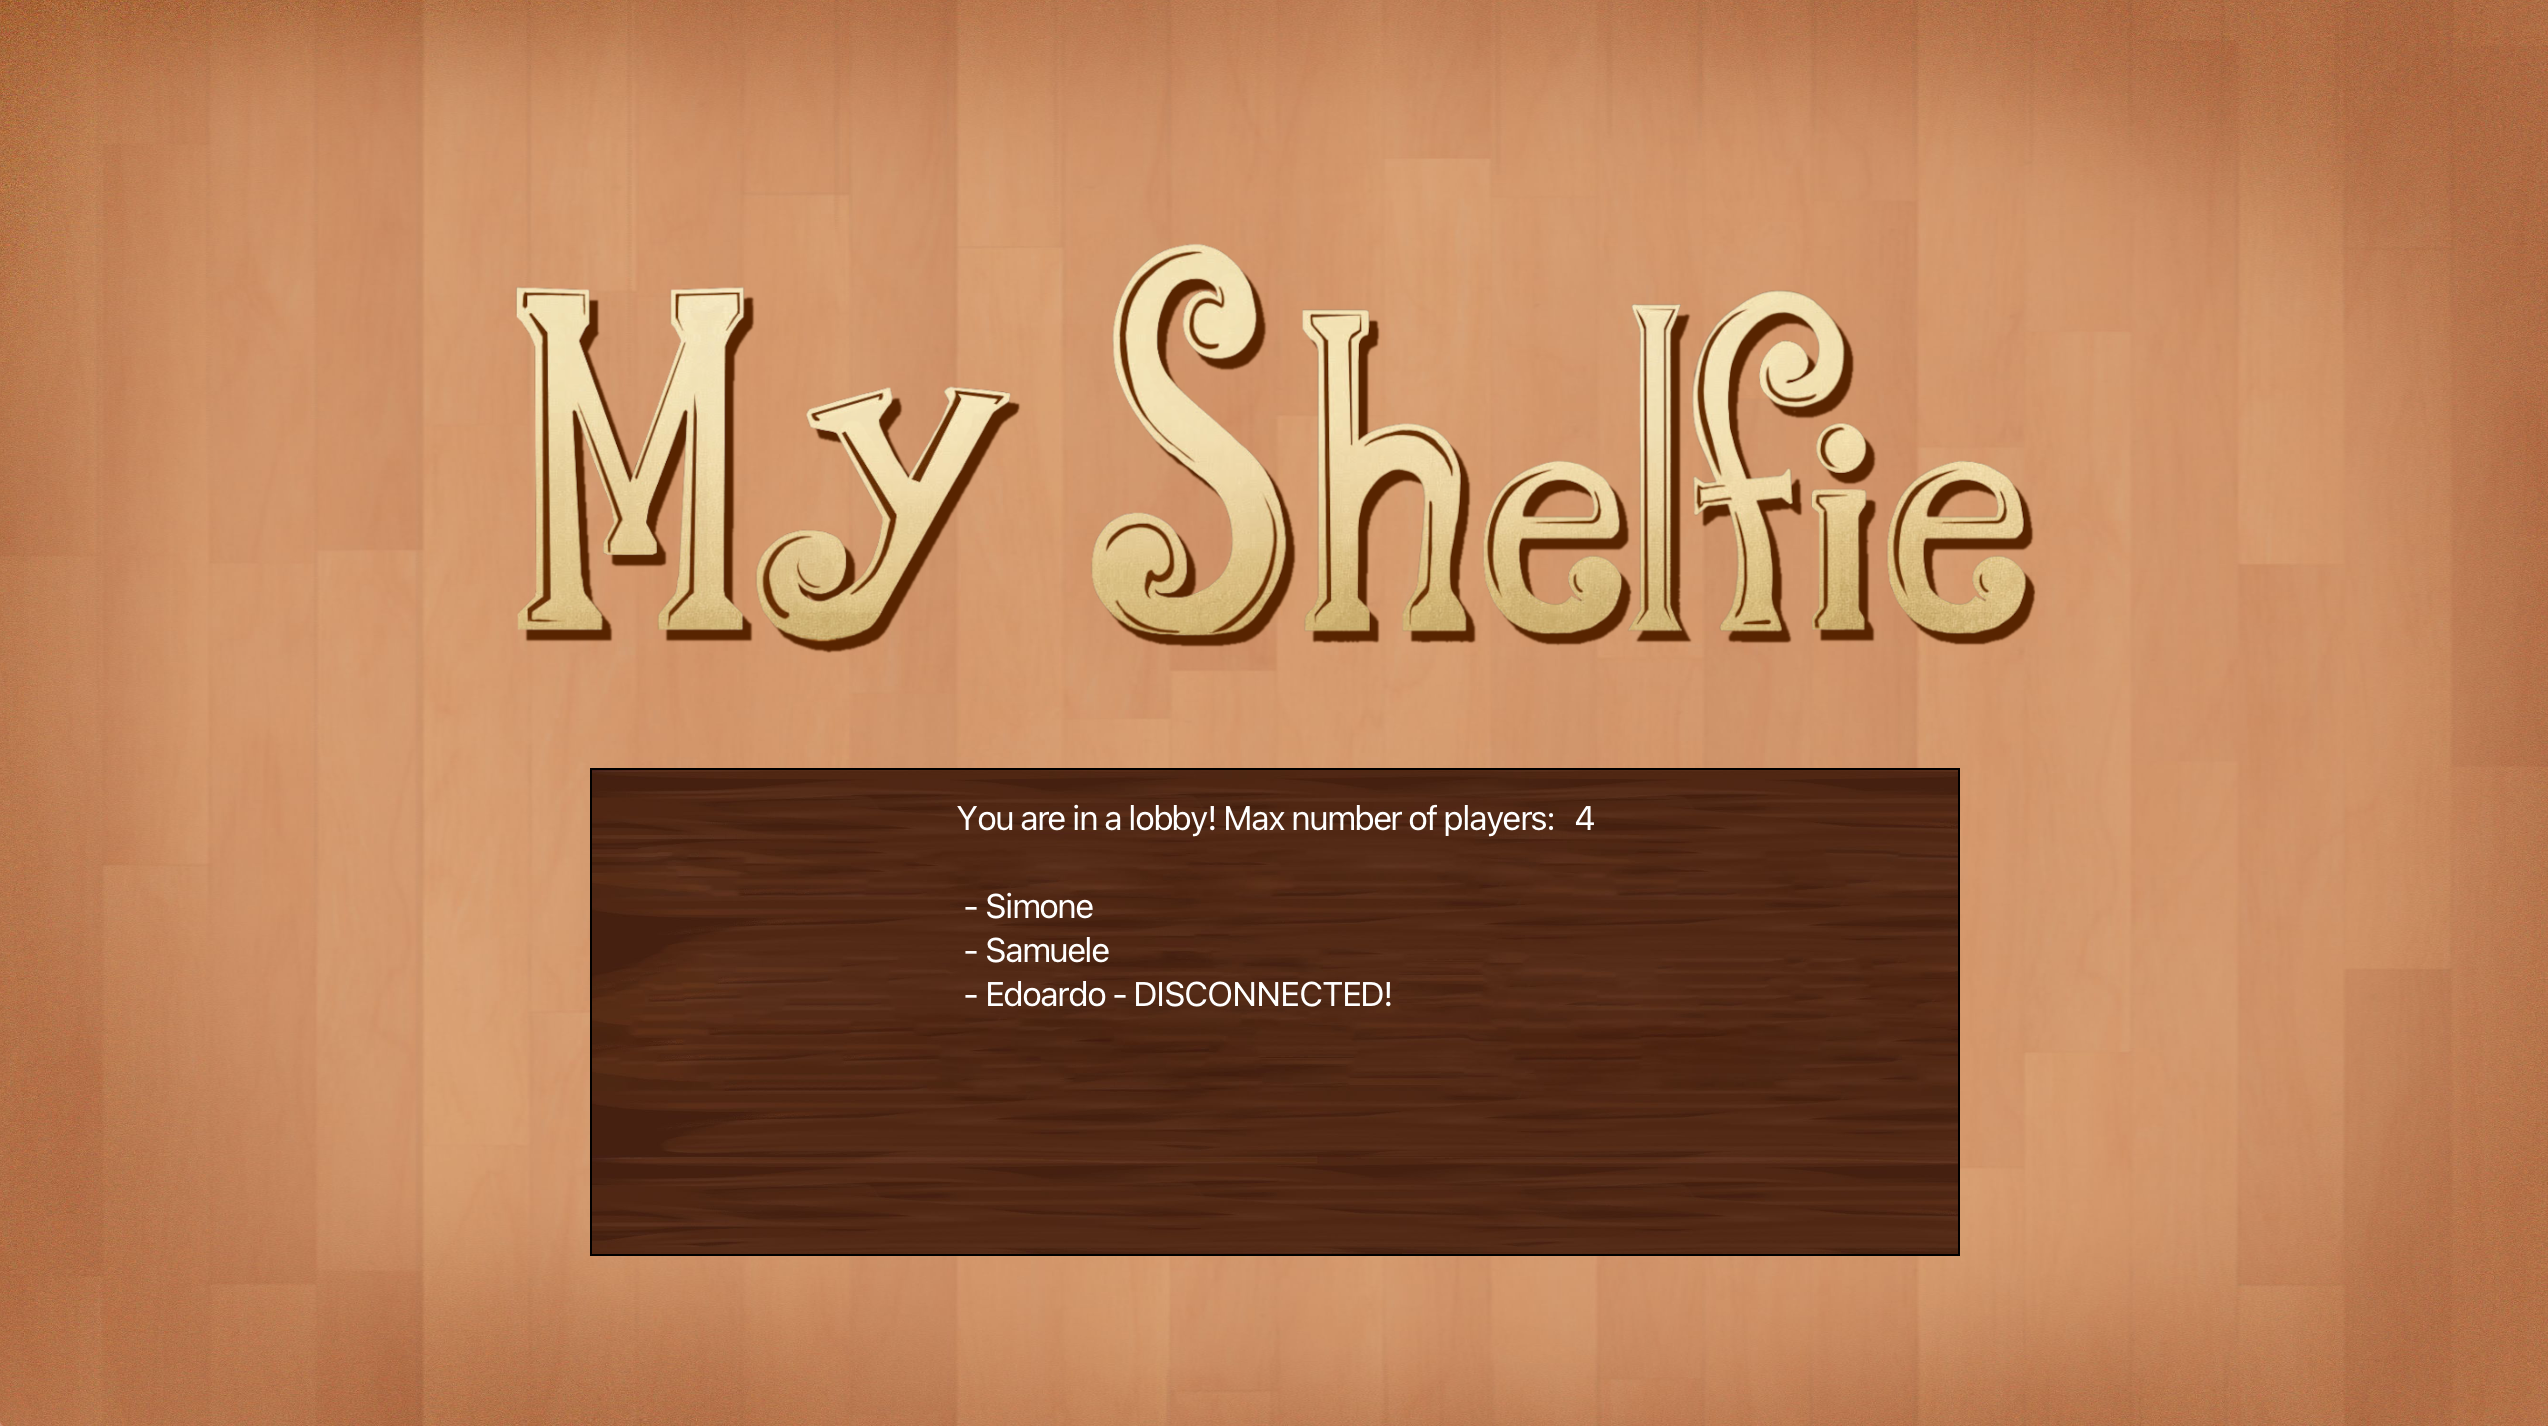 My Shelfie
You are in a lobby! Max number of players: 4
- Simone
- Samuele
- Edoardo - DISCONNECTED!